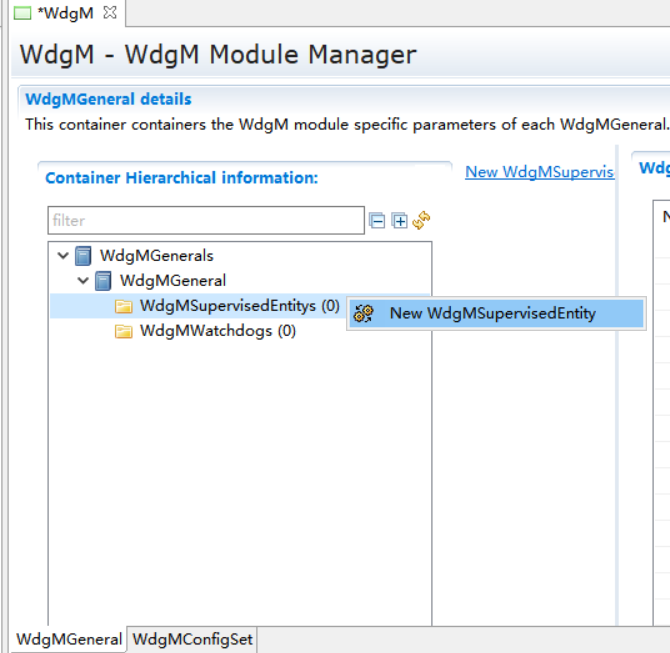 *WdgM
WdgM - WdgM Module Manager
WdgMGeneral details
This container containers the WdgM module specific parameters of each WdgMGeneral.
Container Hierarchical information:
New WdgMSupervis
Wdg
filter
N
WdgMGenerals
WdgMGeneral
WdgMSupervisedEntitys (0)
New WdgMSupervisedEntity
WdgMWatchdogs (0)
WdgMGeneral
WdgMConfigSet